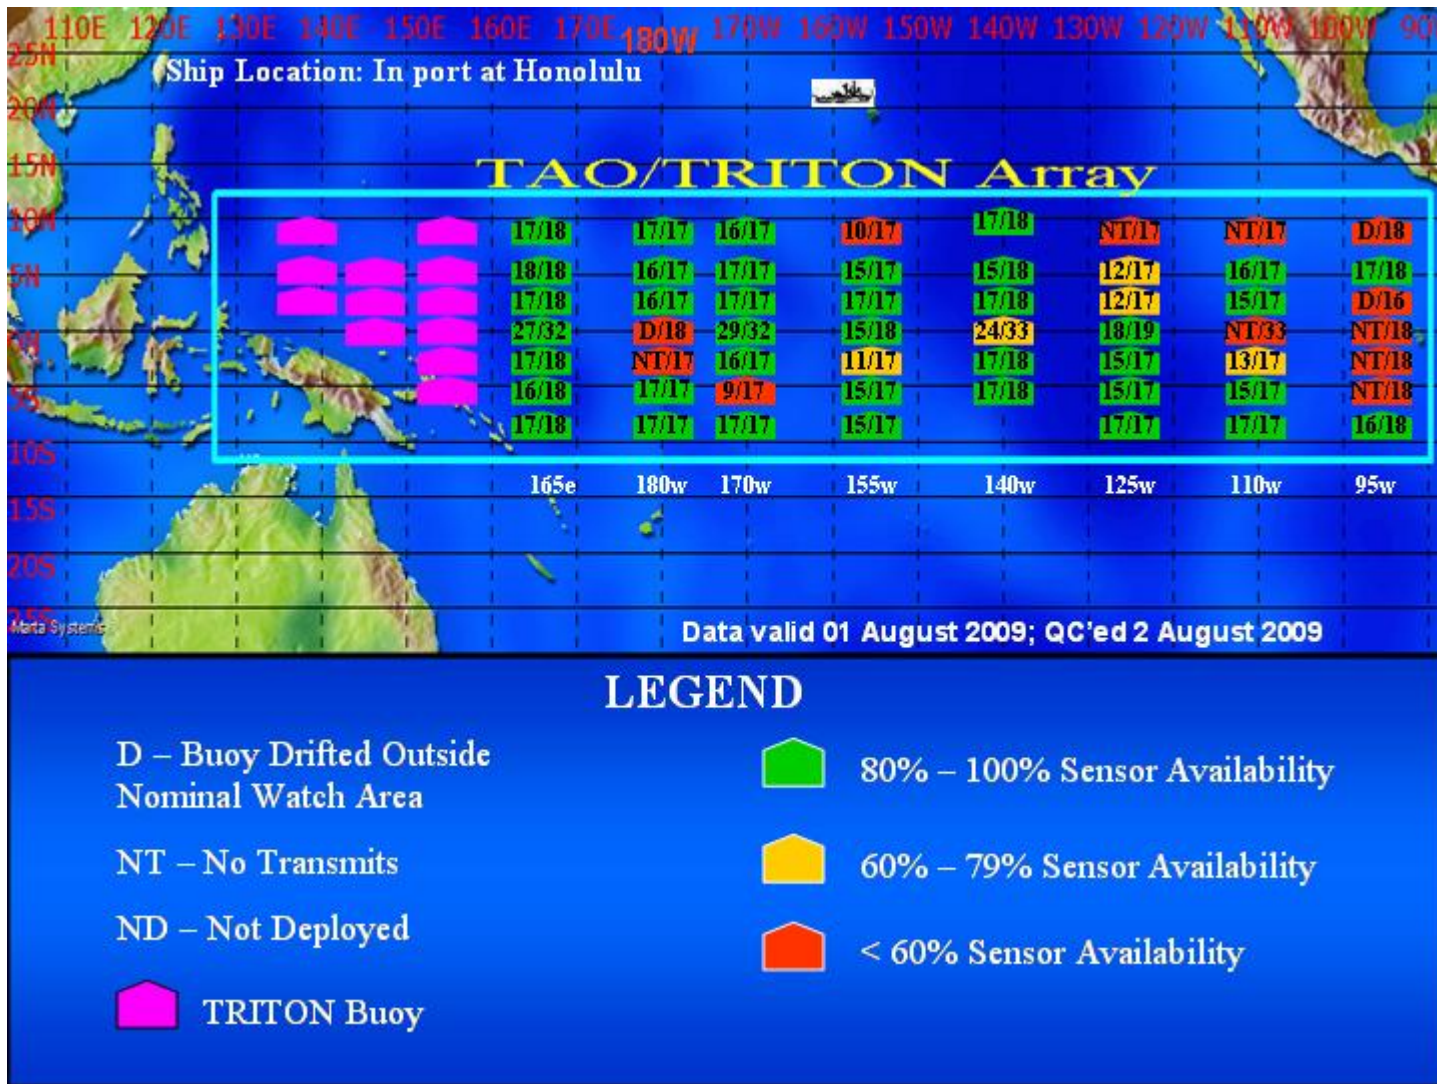 110E 120E 130E 140E 150E 160E 170E 180W 170W 160W 150W 140W 130W 120W 110W 100W 90
25N
Ship Location: In port at Honolulu
20N
15N
TAO/TRITON Array
10N
17/18 17/17 16/17 10/17 17/18 NT/17 NT/17 D/18
5N
18/18 16/17 17/17 15/17 15/18 12/17 16/17 17/18
17/18 16/17 17/17 17/17 17/18 12/17 15/17 D/16
27/32 D/18 29/32 15/18 24/33 18/19 NT/33 NT/18
17/18 NT/17 16/17 11/17 17/18 15/17 13/17 NT/18
5S
16/18 17/17 9/17 15/17 17/18 15/17 15/17 NT/18
17/18 17/17 17/17 15/17 17/17 17/17 16/18
10S
165e 180w 170w 155w 140w 125w 110w 95w
15S
20S
25S
Marta Systems
Data valid 01 August 2009; QC'ed 2 August 2009
LEGEND
D – Buoy Drifted Outside
Nominal Watch Area
NT – No Transmits
ND – Not Deployed
TRITON Buoy
80% – 100% Sensor Availability
60% – 79% Sensor Availability
< 60% Sensor Availability